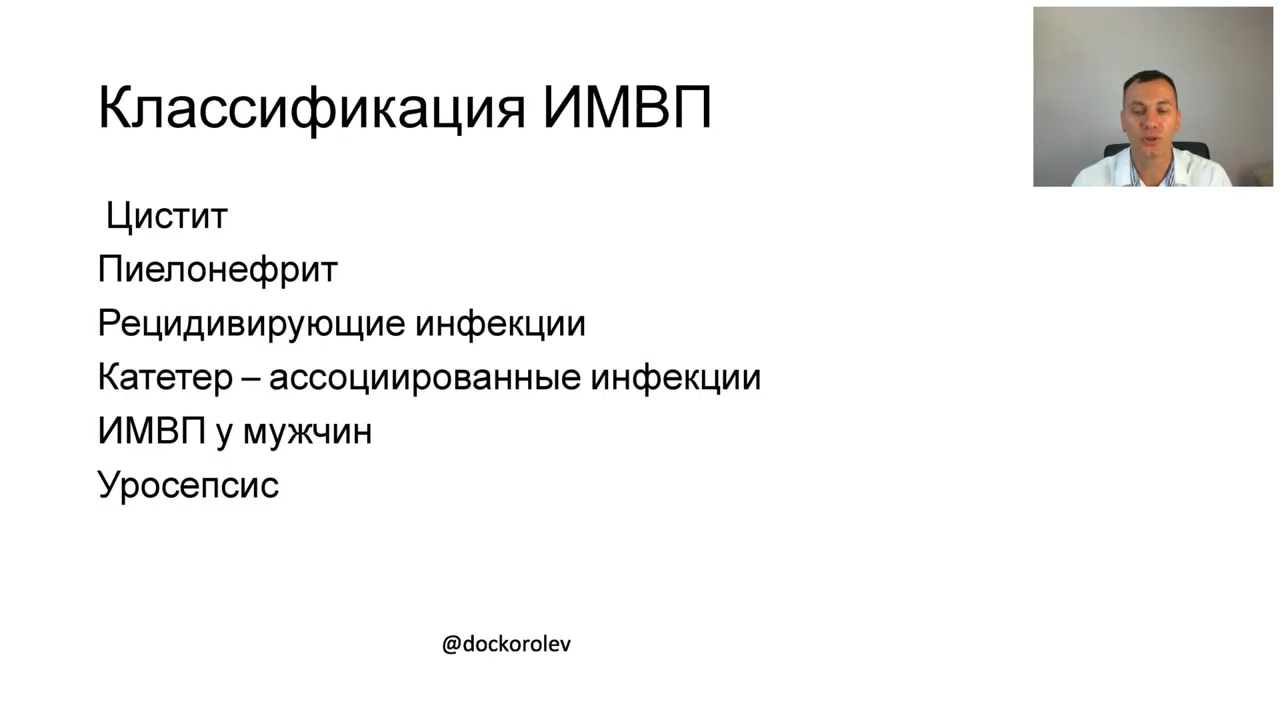 Классификация ИМВП
Цистит
Пиелонефрит
Рецидивирующие инфекции
Катетер – ассоциированные инфекции
ИМВП у мужчин
Уросепсис
@dockorolev